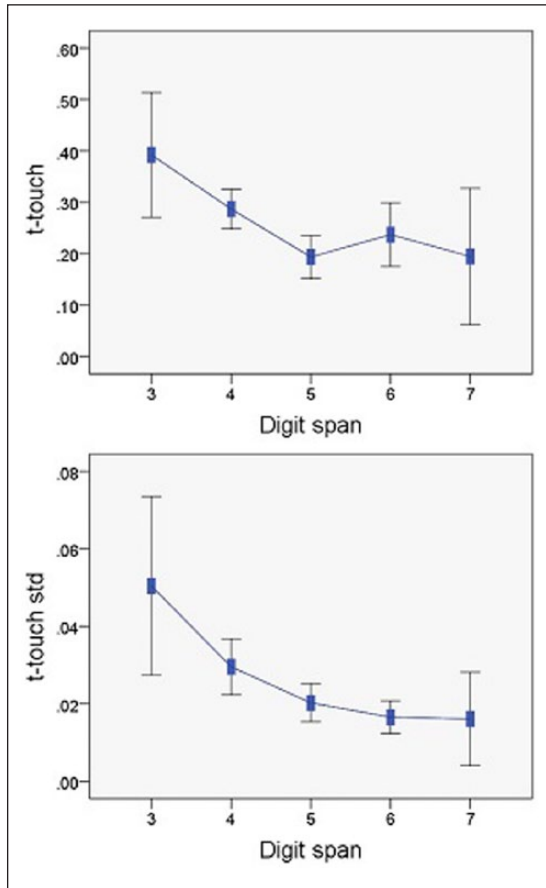 .60
.50
.40
.30
.20
.10
.00
t-touch
3 4 5 6 7
Digit span
.08
.06
.04
.02
.00
t-touch std
3 4 5 6 7
Digit span